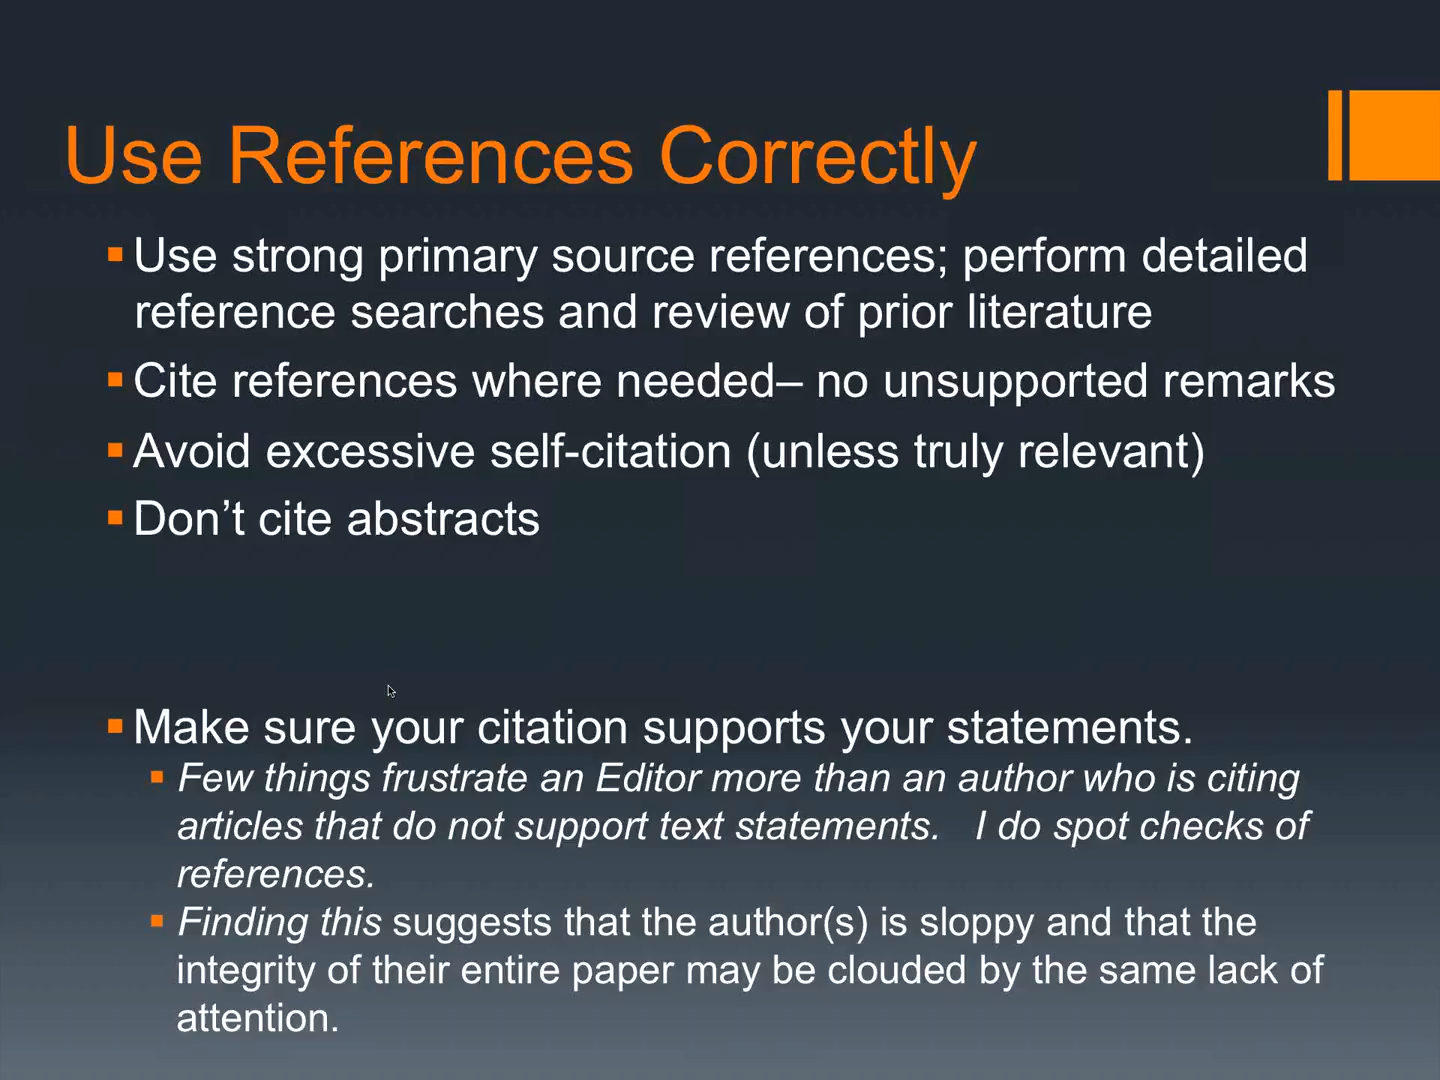 Use References Correctly
Use strong primary source references; perform detailed
reference searches and review of prior literature
Cite references where needed– no unsupported remarks
Avoid excessive self-citation (unless truly relevant)
Don’t cite abstracts
Make sure your citation supports your statements.
Few things frustrate an Editor more than an author who is citing
articles that do not support text statements.   I do spot checks of
references.
Finding this suggests that the author(s) is sloppy and that the
integrity of their entire paper may be clouded by the same lack of
attention.